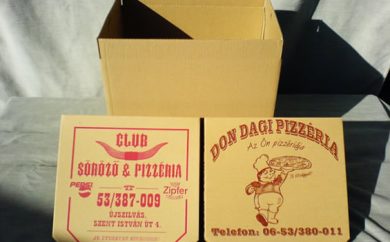 CLUB
SÖRÖZŐ & PIZZÉRIA
PEPSI
Zipfer
53/387-009
ÚJSZILVÁS,
SZENT ISTVÁN ÚT 4.
DON DAGI PIZZÉRIA
Az Ön pizzériája
Telefon: 06-53/380-011